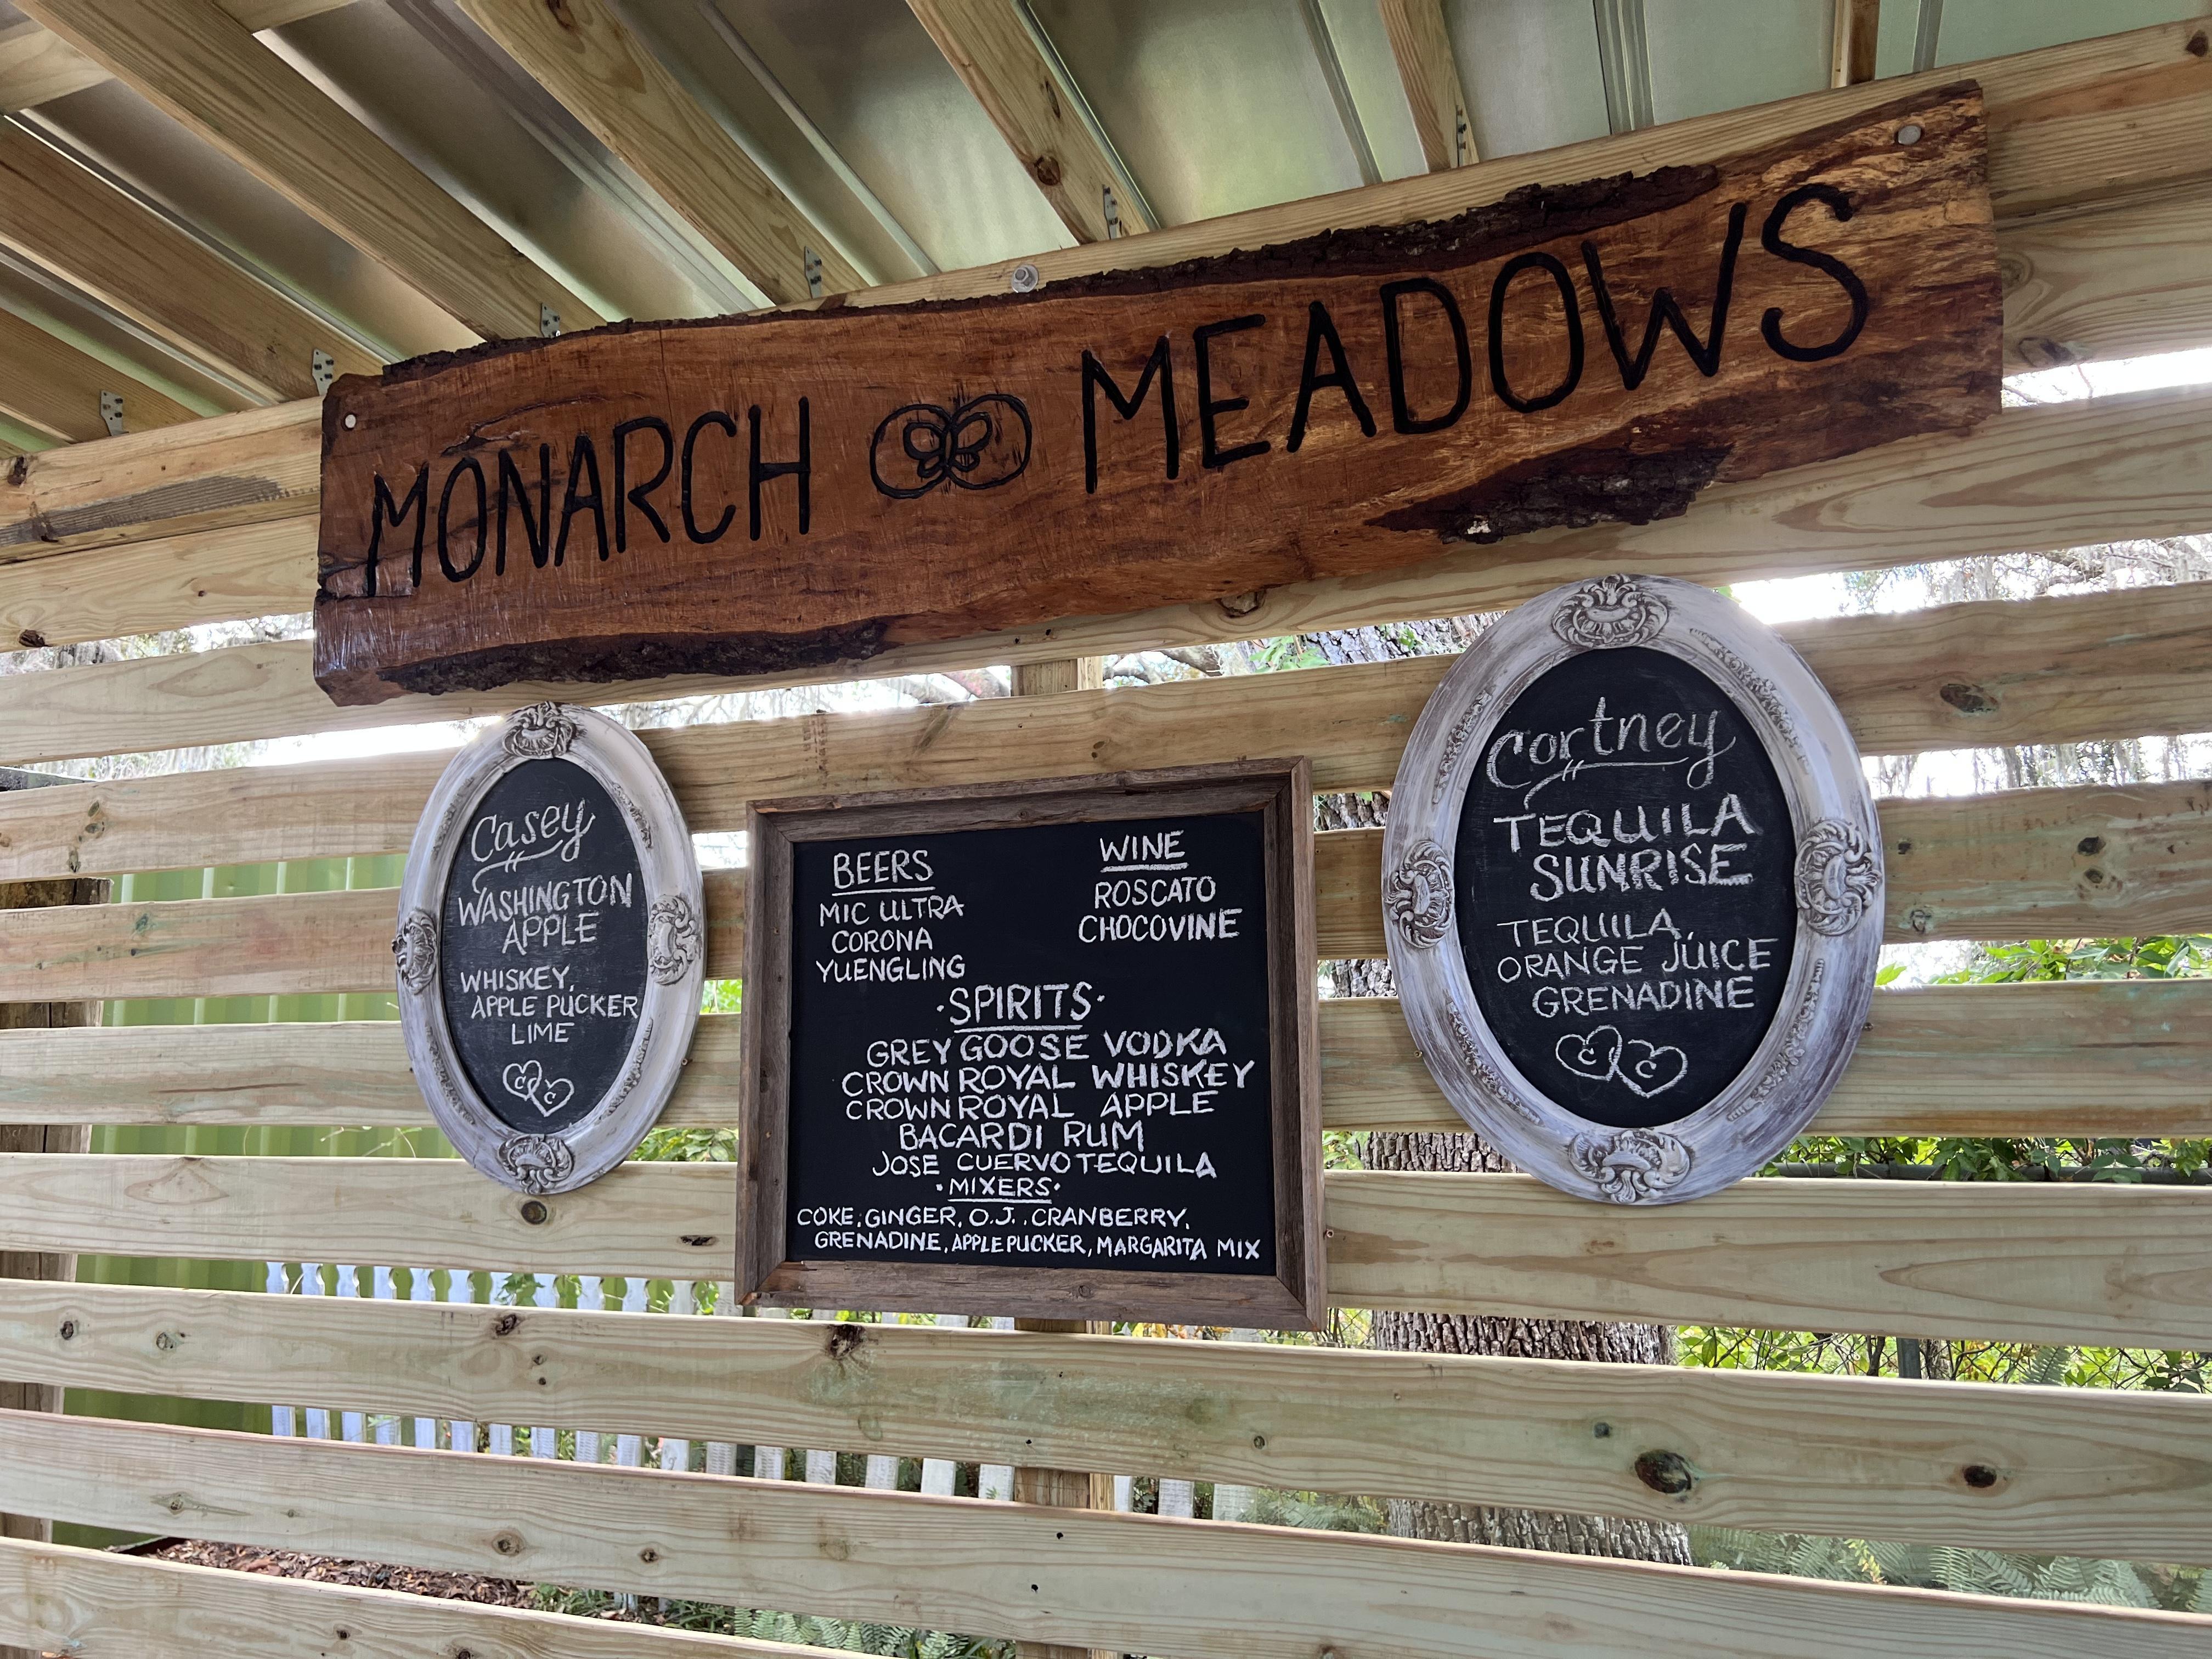 MONARCH MEADOWS
Casey
WASHINGTON
APPLE
WHISKEY,
APPLE PUCKER
LIME
C C
BEERS
MIC ULTRA
CORONA
YUENGLING
WINE
ROSCATO
CHOCOVINE
·SPIRITS·
GREY GOOSE VODKA
CROWN ROYAL WHISKEY
CROWN ROYAL APPLE
BACARDI RUM
JOSE CUERVO TEQUILA
·MIXERS·
COKE, GINGER, O.J., CRANBERRY,
GRENADINE, APPLE PUCKER, MARGARITA MIX
Cortney
TEQUILA
SUNRISE
TEQUILA,
ORANGE JUICE
GRENADINE
C C